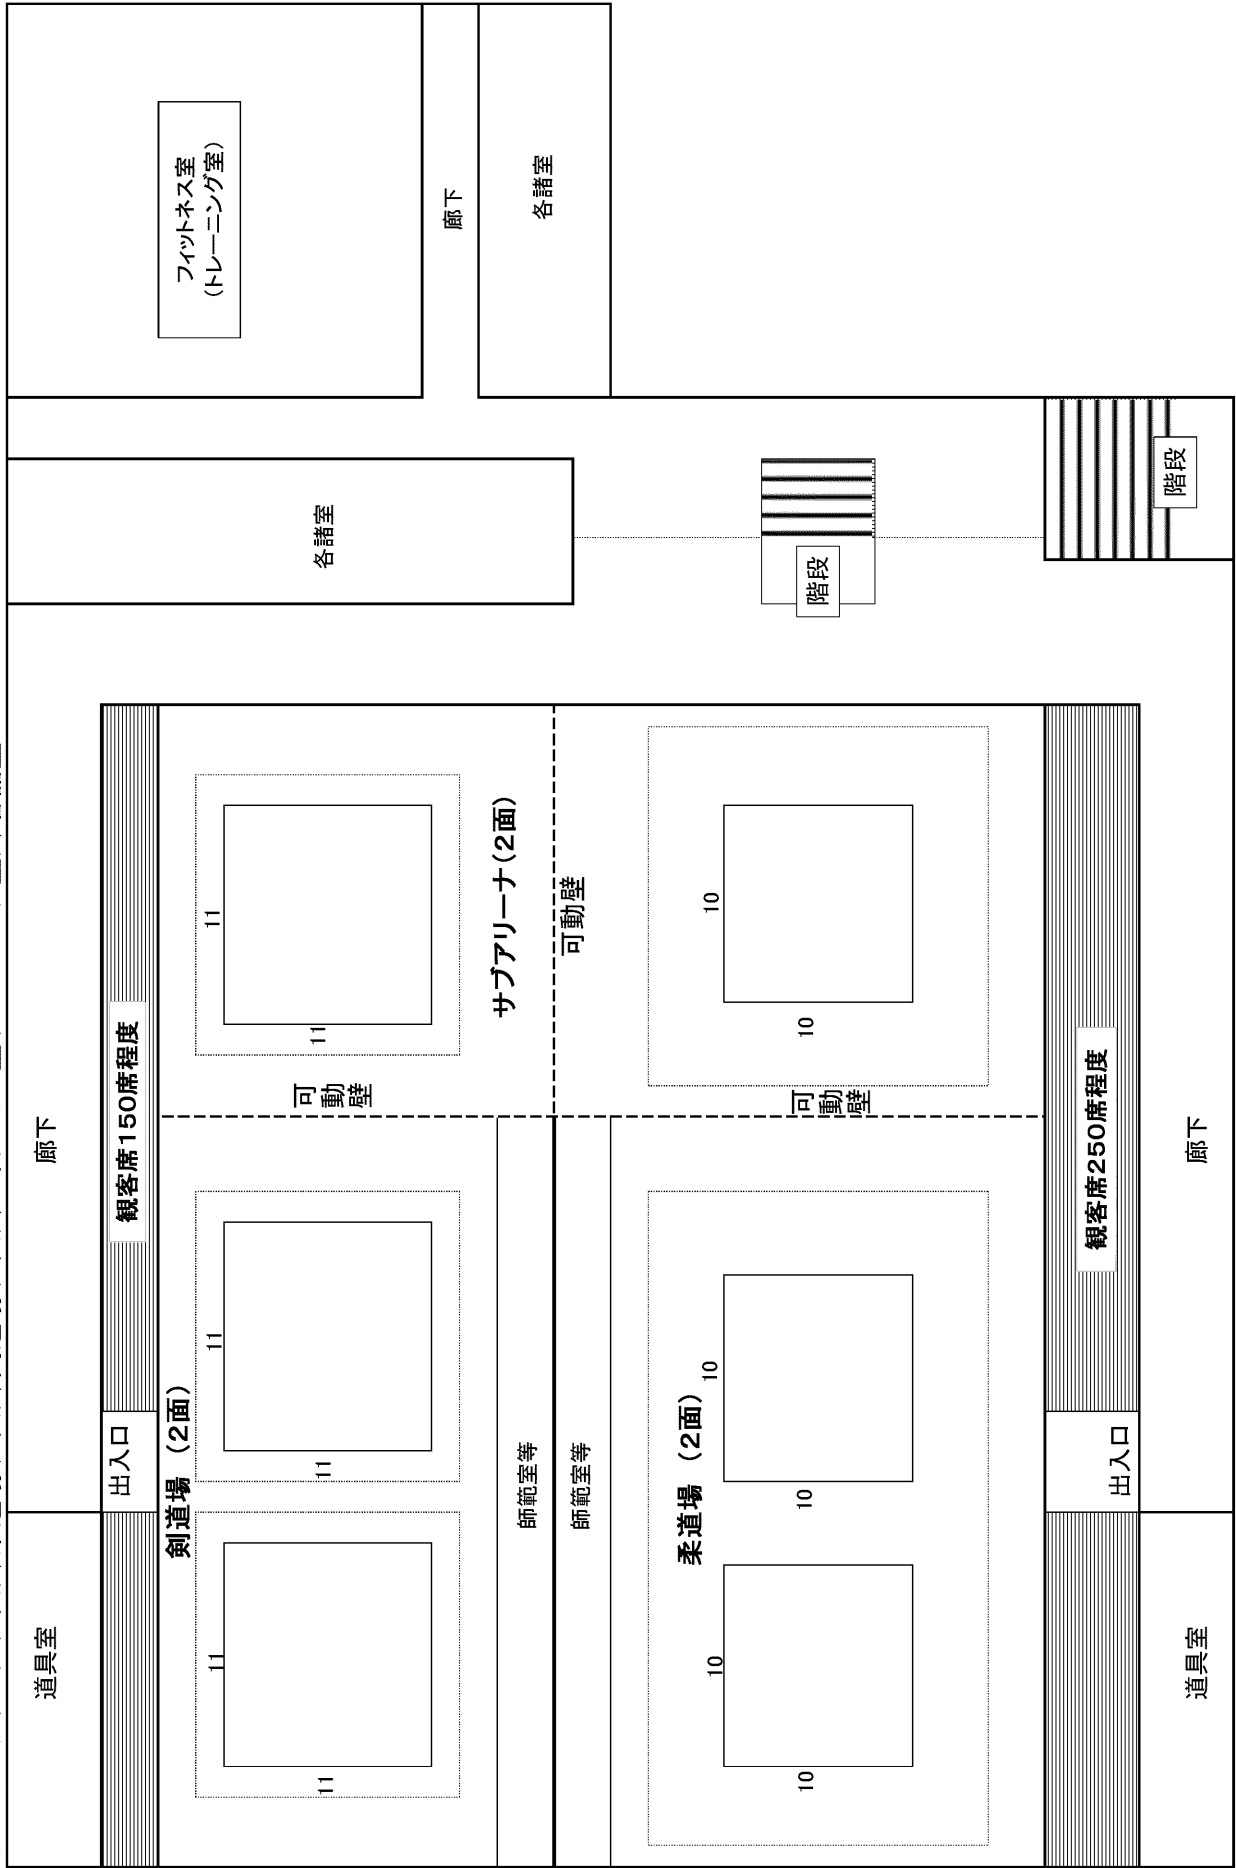 道具室
廊下
出入口
観客席150席程度
剣道場（2面）
フィットネス室
(トレーニング室)
11
11
11
11
11
11
可
動
壁
各諸室
廊下
サブアリーナ(2面)
師範室等
師範室等
可動壁
各諸室
柔道場（2面）
10
10
10
10
10
10
可
動
壁
階段
出入口
観客席250席程度
道具室
廊下
階段